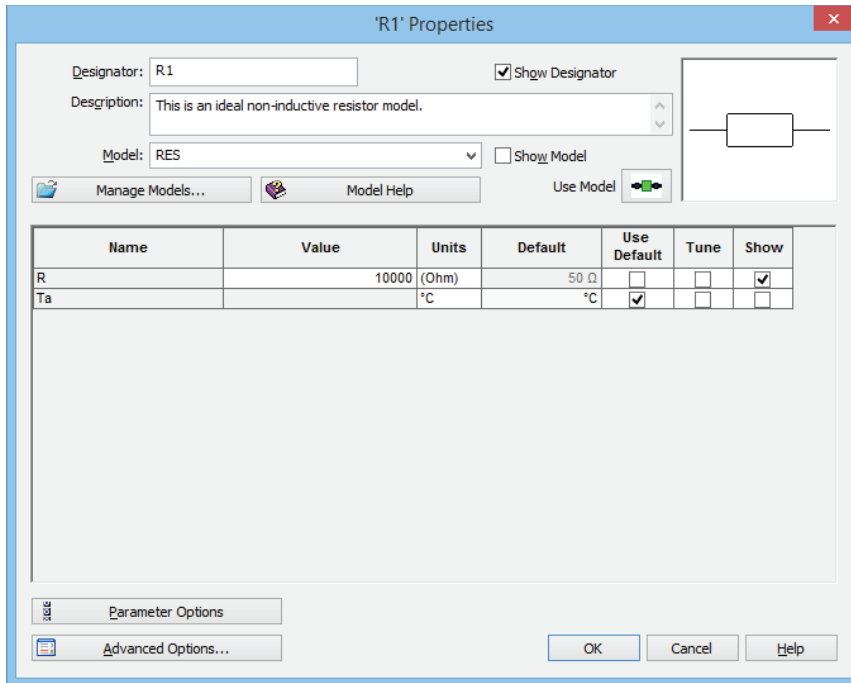 'R1' Properties
Designator: R1
Show Designator
Description: This is an ideal non-inductive resistor model.
Model: RES
Show Model
Manage Models...
Model Help
Use Model
Name Value Units Default Use Default Tune Show
R 10000 (Ohm) 50 Ω
Ta °C °C
Parameter Options
Advanced Options...
OK
Cancel
Help